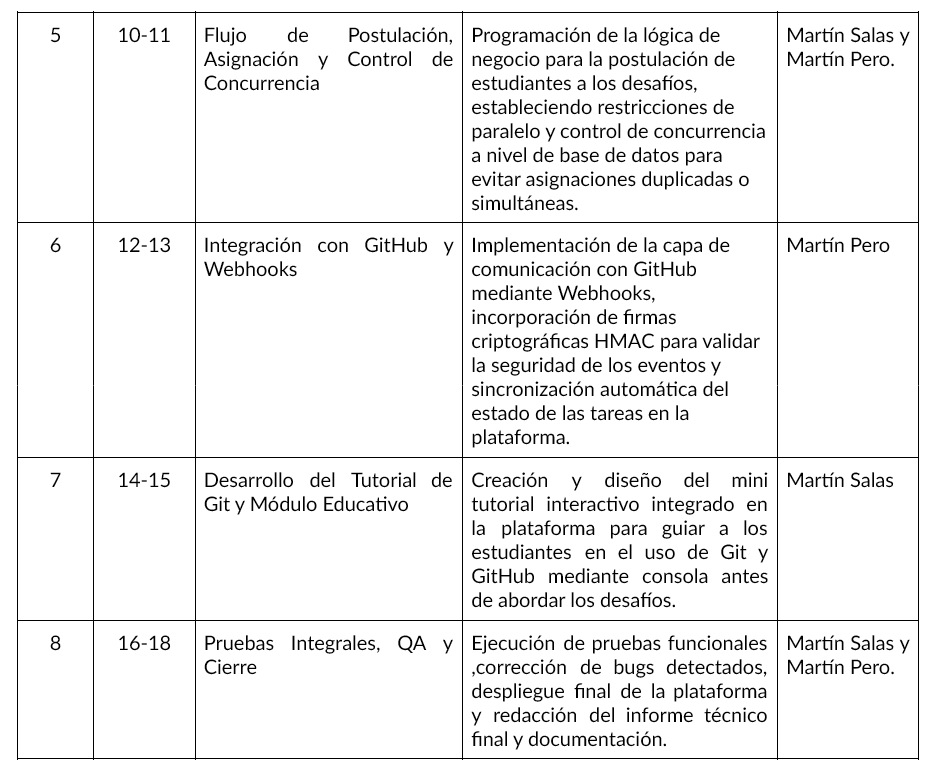 5
10-11
Flujo de Postulación,
Asignación y Control de
Concurrencia
Programación de la lógica de
negocio para la postulación de
estudiantes a los desafíos,
estableciendo restricciones de
paralelo y control de concurrencia
a nivel de base de datos para
evitar asignaciones duplicadas o
simultáneas.
Martín Salas y
Martín Pero.
6
12-13
Integración con GitHub y
Webhooks
Implementación de la capa de
comunicación con GitHub
mediante Webhooks,
incorporación de firmas
criptográficas HMAC para validar
la seguridad de los eventos y
sincronización automática del
estado de las tareas en la
plataforma.
Martín Pero
7
14-15
Desarrollo del Tutorial de
Git y Módulo Educativo
Creación y diseño del mini
tutorial interactivo integrado en
la plataforma para guiar a los
estudiantes en el uso de Git y
GitHub mediante consola antes
de abordar los desafíos.
Martín Salas
8
16-18
Pruebas Integrales, QA y
Cierre
Ejecución de pruebas funcionales
,corrección de bugs detectados,
despliegue final de la plataforma
y redacción del informe técnico
final y documentación.
Martín Salas y
Martín Pero.